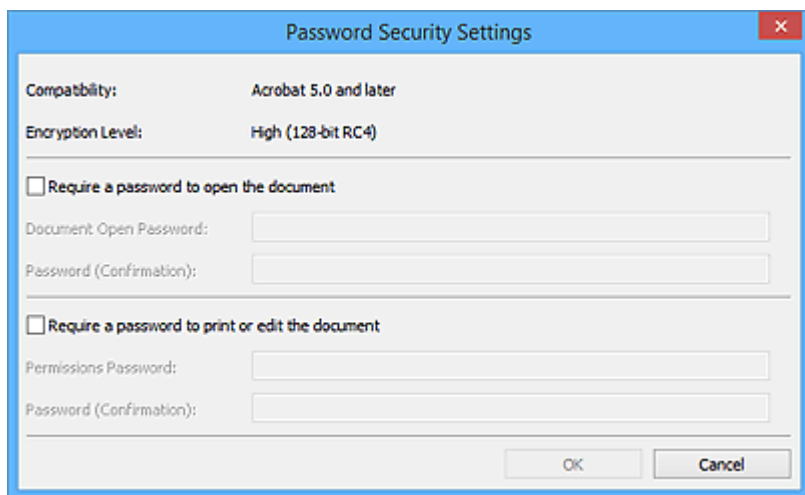 Password Security Settings
Compatibility: Acrobat 5.0 and later
Encryption Level: High (128-bit RC4)
Require a password to open the document
Document Open Password:
Password (Confirmation):
Require a password to print or edit the document
Permissions Password:
Password (Confirmation):
OK Cancel